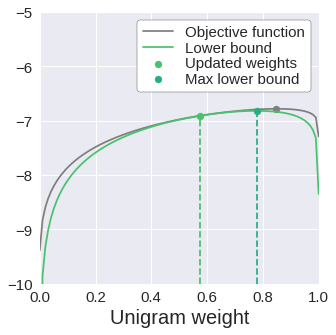 −5
Objective function
Lower bound
Updated weights
Max lower bound
−6
−7
−8
−9
−10
0.0 0.2 0.4 0.6 0.8 1.0
Unigram weight